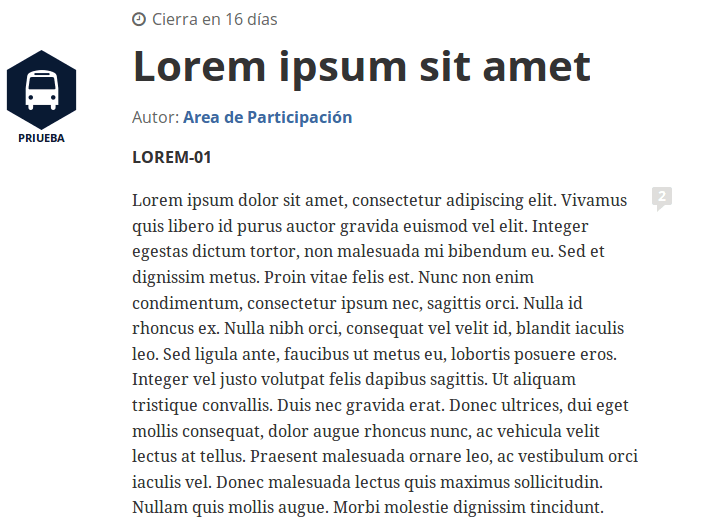 Cierra en 16 días
Lorem ipsum sit amet
PRIUEBA
Autor: Area de Participación
LOREM-01
Lorem ipsum dolor sit amet, consectetur adipiscing elit. Vivamus
2
quis libero id purus auctor gravida euismod vel elit. Integer
egestas dictum tortor, non malesuada mi bibendum eu. Sed et
dignissim metus. Proin vitae felis est. Nunc non enim
condimentum, consectetur ipsum nec, sagittis orci. Nulla id
rhoncus ex. Nulla nibh orci, consequat vel velit id, blandit iaculis
leo. Sed ligula ante, faucibus ut metus eu, lobortis posuere eros.
Integer vel justo volutpat felis dapibus sagittis. Ut aliquam
tristique convallis. Duis nec gravida erat. Donec ultrices, dui eget
mollis consequat, dolor augue rhoncus nunc, ac vehicula velit
lectus at tellus. Praesent malesuada ornare leo, ac vestibulum orci
iaculis vel. Donec malesuada lectus quis maximus sollicitudin.
Nullam quis mollis augue. Morbi molestie dignissim tincidunt.